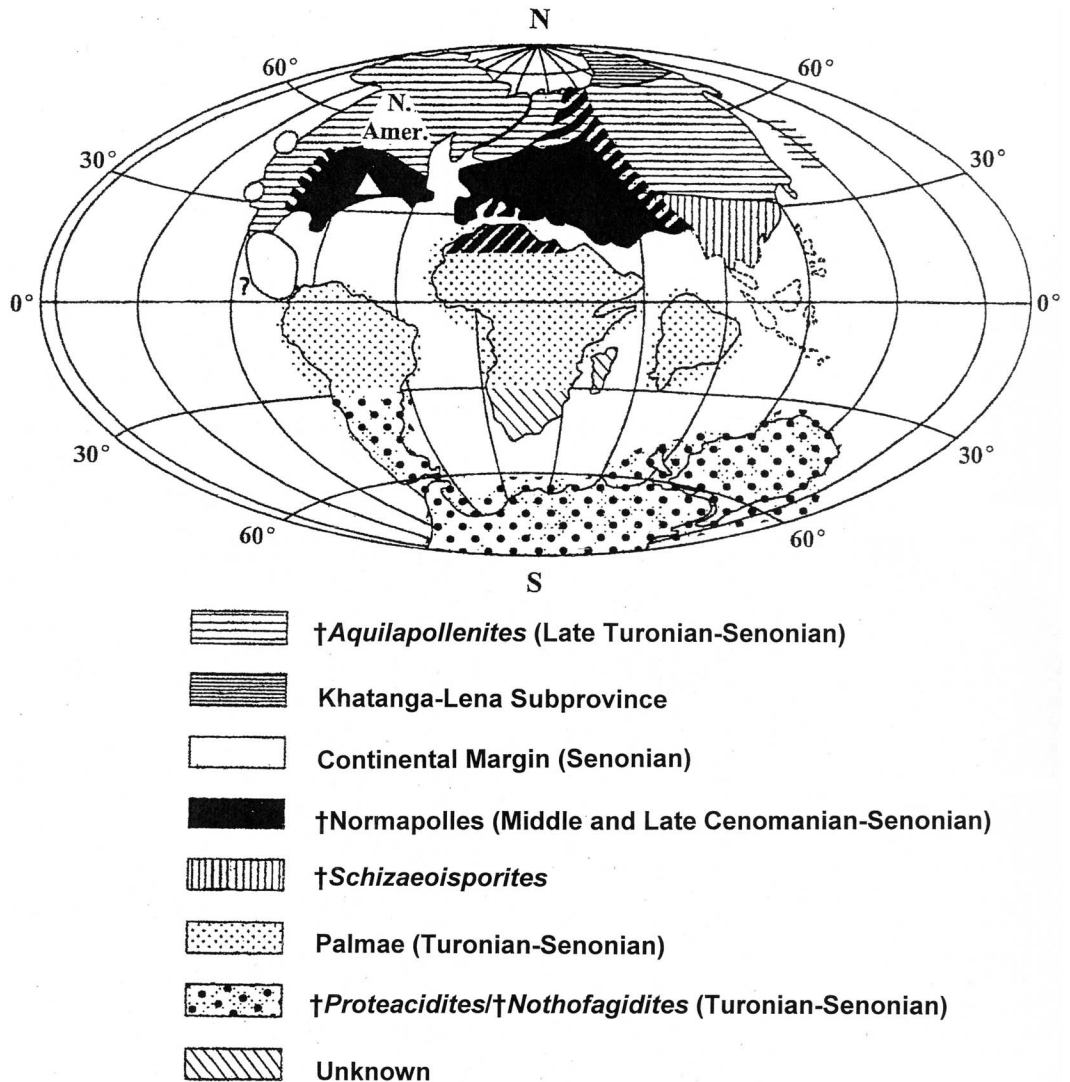 N
60°
60°
N.
Amer.
30°
30°
?
0°
0°
30°
30°
60°
60°
S
†Aquilapollenites (Late Turonian-Senonian)
Khatanga-Lena Subprovince
Continental Margin (Senonian)
†Normapolles (Middle and Late Cenomanian-Senonian)
†Schizaeoisporites
Palmae (Turonian-Senonian)
†Proteacidites/†Nothofagidites (Turonian-Senonian)
Unknown